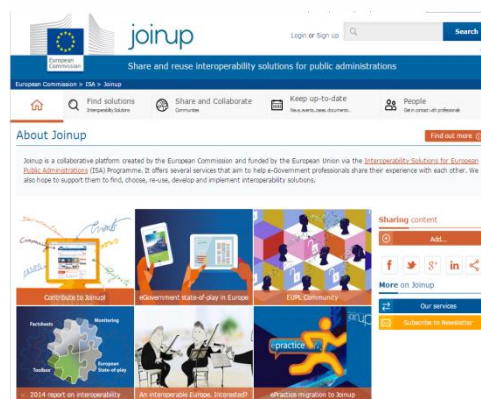 joinup
Login or Sign up
Search
European
Commission
Share and reuse interoperability solutions for public administrations
European Commission > ISA > Joinup
Find solutions
Interoperability Solutions
Share and Collaborate
Communities
Keep up-to-date
News, events, cases, documents...
People
Get in contact with professionals
About Joinup
Find out more
Joinup is a collaborative platform created by the European Commission and funded by the European Union via the Interoperability Solutions for European
Public Administrations (ISA) Programme. It offers several services that aim to help e-Government professionals share their experience with each other. We
also hope to support them to find, choose, re-use, develop and implement interoperability solutions.
Event
Contribute to Joinup!
eGovernment state-of-play in Europe
EUPL Community
Sharing content
Add...
f g+ in
More on Joinup
Our services
Subscribe to Newsletter
Factsheets
Monitoring
Toolbox
European
State-of-play
2014 report on interoperability
An interoperable Europe. Interested?
epractice
joinup
ePractice migration to Joinup